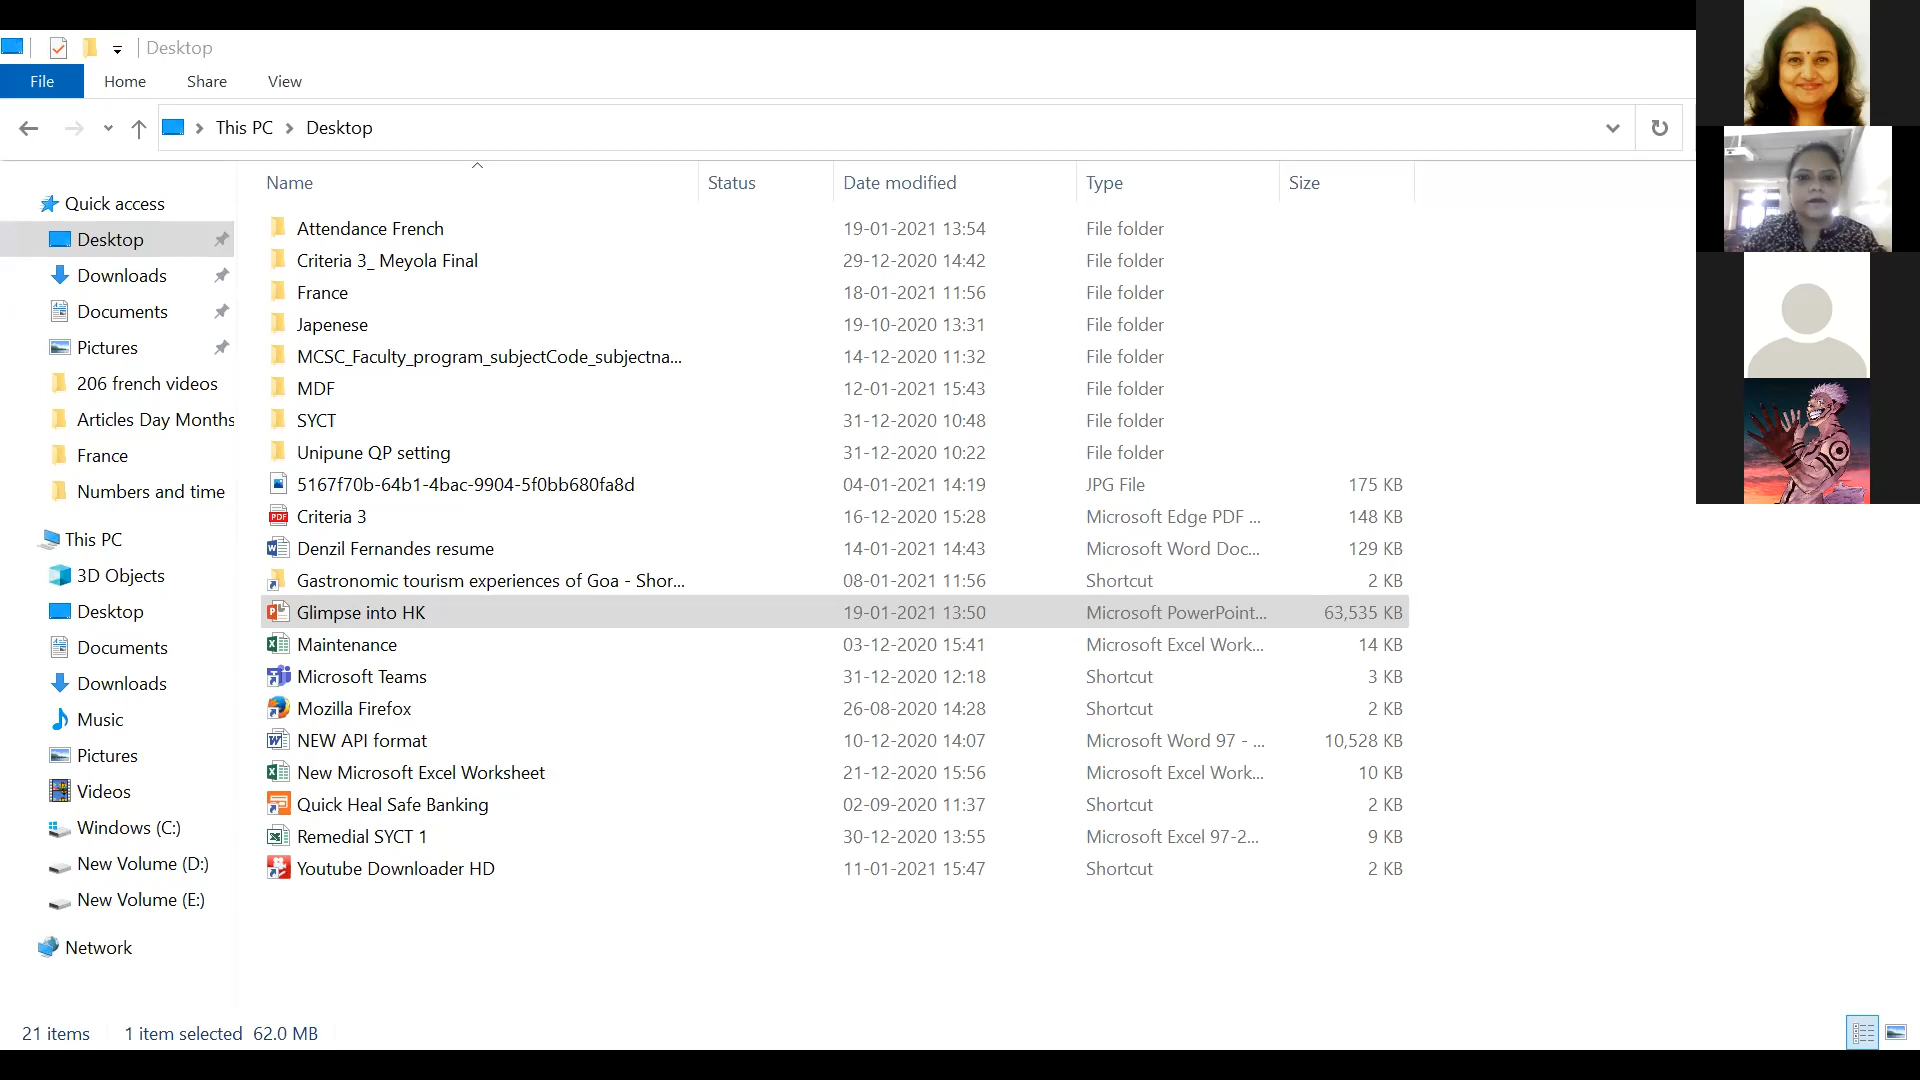 Desktop
File Home Share View
This PC Desktop
Name Status Date modified Type Size
Quick access
Desktop
Downloads
Documents
Pictures
206 french videos
Articles Day Months
France
Numbers and time
This PC
3D Objects
Desktop
Documents
Downloads
Music
Pictures
Videos
Windows (C:)
New Volume (D:)
New Volume (E:)
Network
Attendance French 19-01-2021 13:54 File folder
Criteria 3_ Meyola Final 29-12-2020 14:42 File folder
France 18-01-2021 11:56 File folder
Japenese 19-10-2020 13:31 File folder
MCSC_Faculty_program_subjectCode_subjectna... 14-12-2020 11:32 File folder
MDF 12-01-2021 15:43 File folder
SYCT 31-12-2020 10:48 File folder
Unipune QP setting 31-12-2020 10:22 File folder
5167f70b-64b1-4bac-9904-5f0bb680fa8d 04-01-2021 14:19 JPG File 175 KB
Criteria 3 16-12-2020 15:28 Microsoft Edge PDF ... 148 KB
Denzil Fernandes resume 14-01-2021 14:43 Microsoft Word Doc... 129 KB
Gastronomic tourism experiences of Goa - Shor... 08-01-2021 11:56 Shortcut 2 KB
Glimpse into HK 19-01-2021 13:50 Microsoft PowerPoint... 63,535 KB
Maintenance 03-12-2020 15:41 Microsoft Excel Work... 14 KB
Microsoft Teams 31-12-2020 12:18 Shortcut 3 KB
Mozilla Firefox 26-08-2020 14:28 Shortcut 2 KB
NEW API format 10-12-2020 14:07 Microsoft Word 97 - ... 10,528 KB
New Microsoft Excel Worksheet 21-12-2020 15:56 Microsoft Excel Work... 10 KB
Quick Heal Safe Banking 02-09-2020 11:37 Shortcut 2 KB
Remedial SYCT 1 30-12-2020 13:55 Microsoft Excel 97-2... 9 KB
Youtube Downloader HD 11-01-2021 15:47 Shortcut 2 KB
21 items 1 item selected 62.0 MB